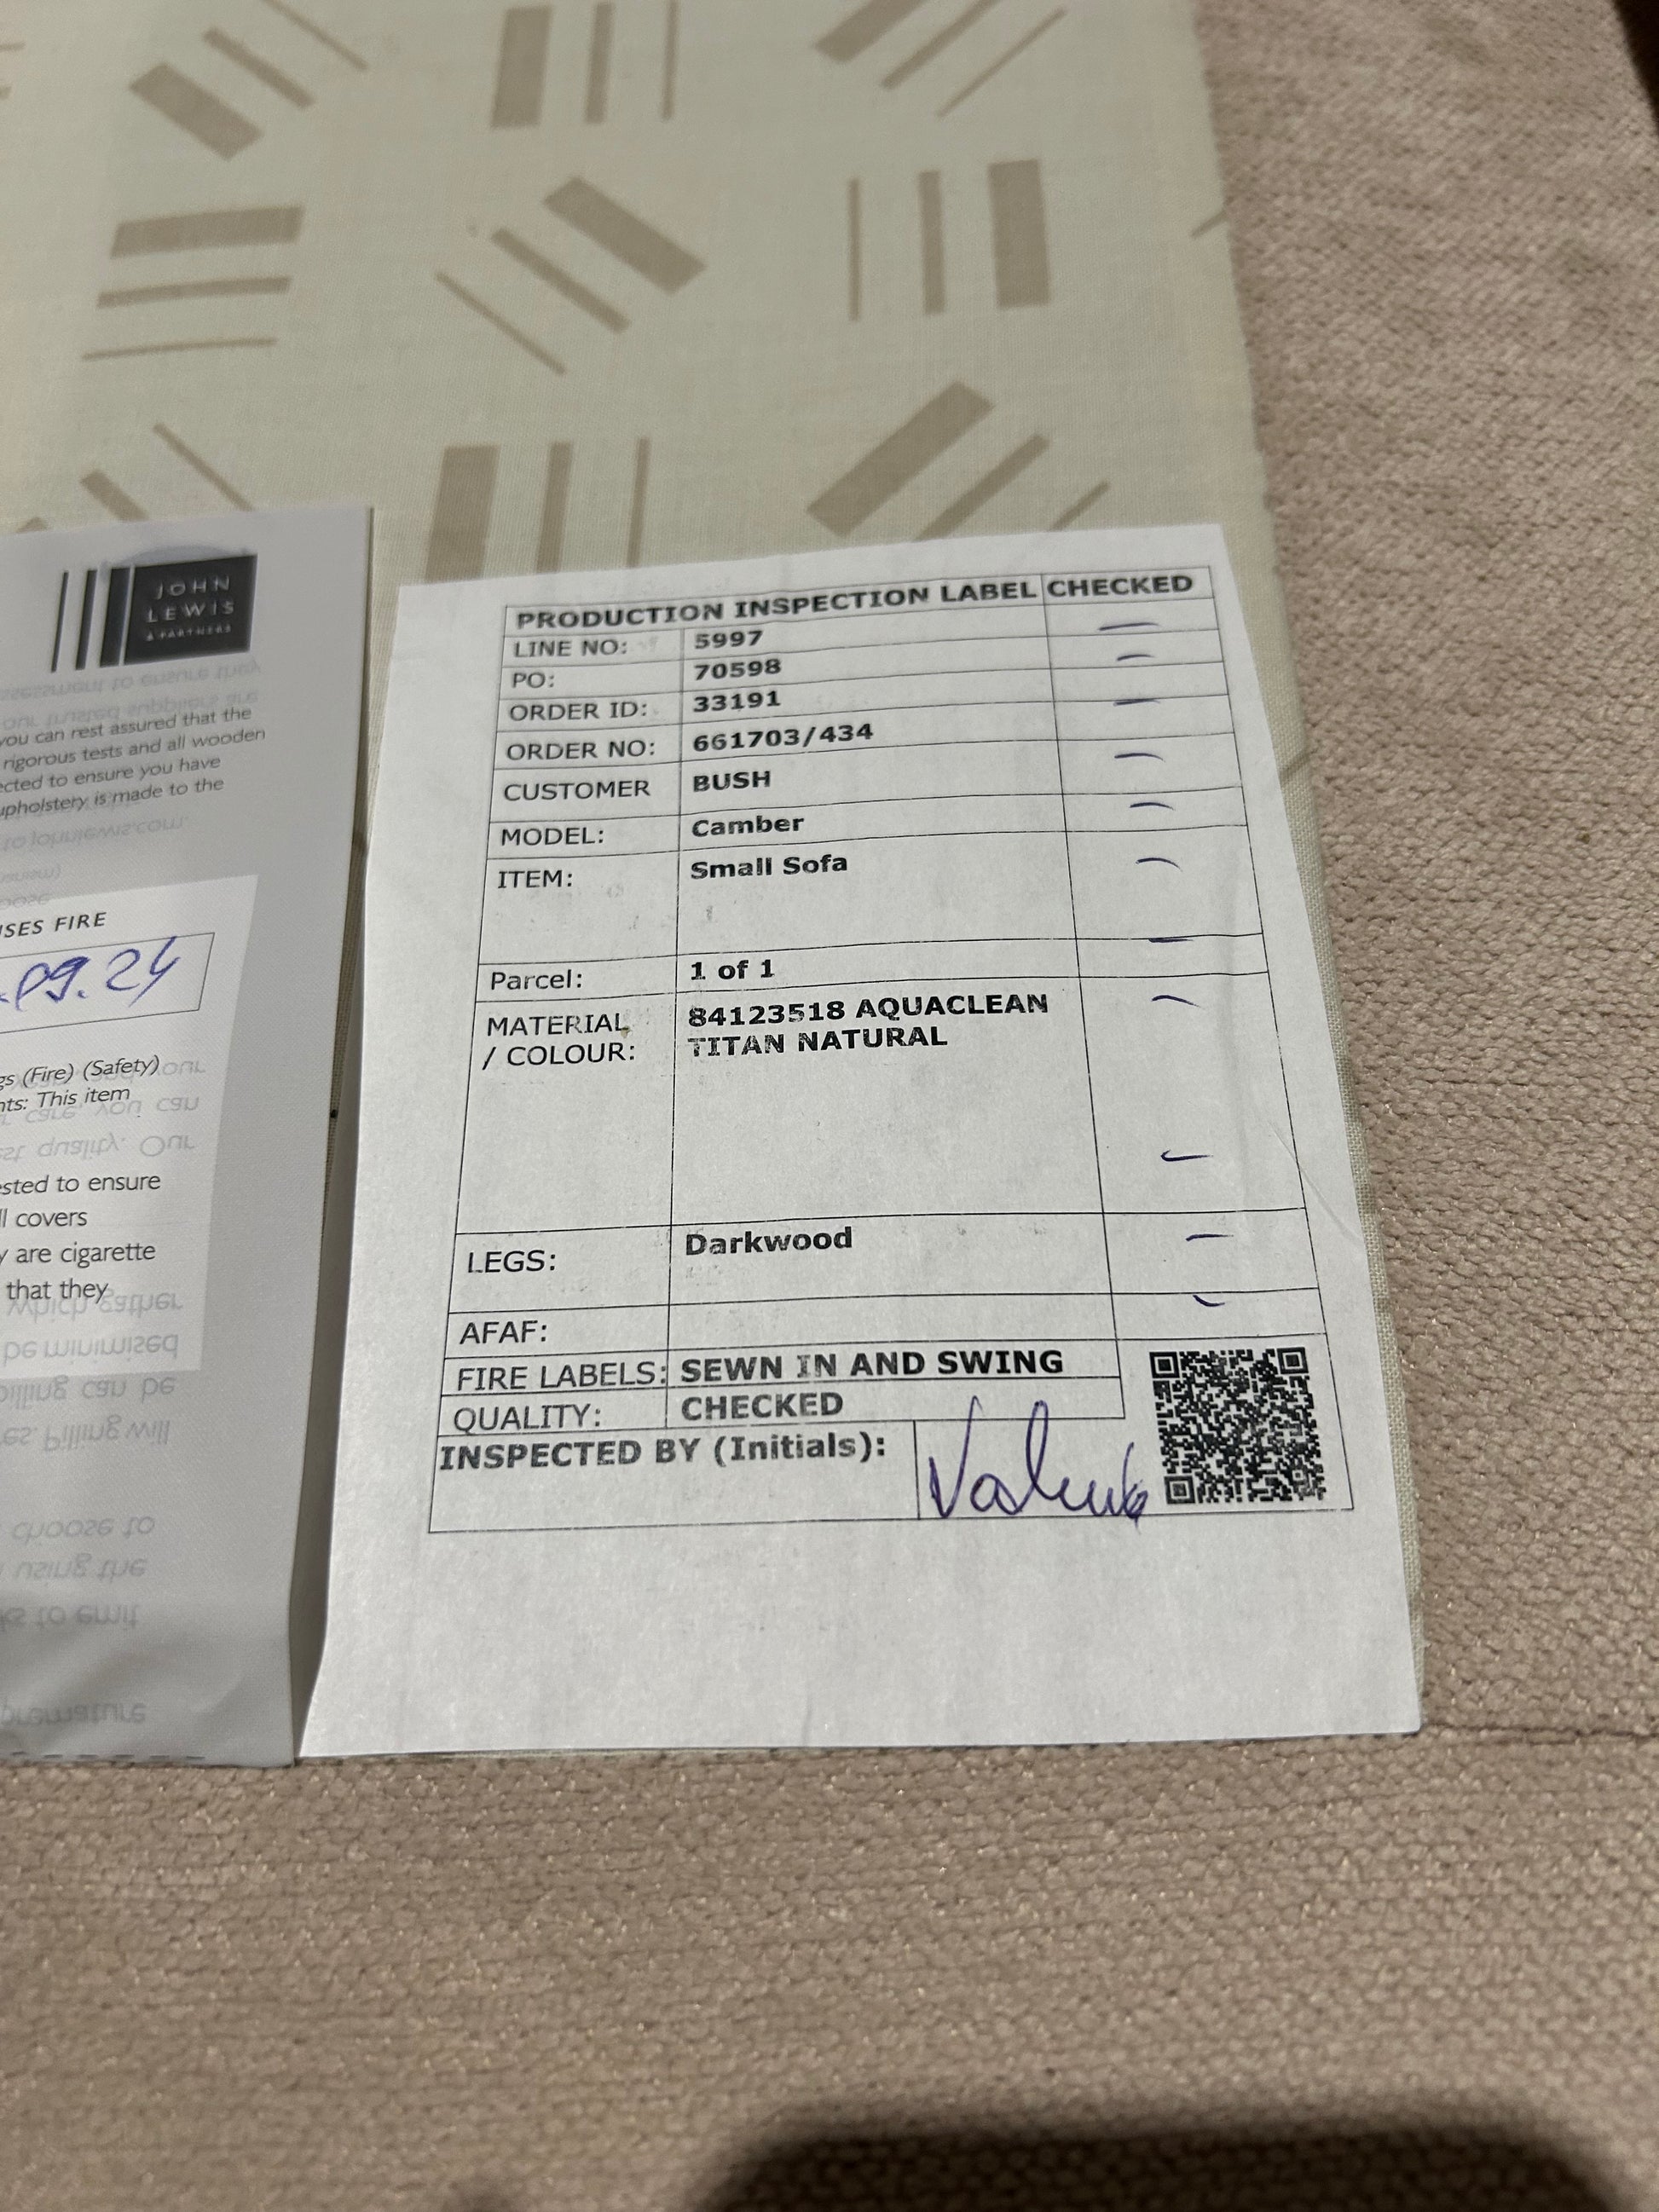 JOHN
LEWIS
& PARTNERS
you can rest assured that the
rigorous tests and all wooden
ected to ensure you have
upholstery is made to the
SES FIRE
.09.24
gs (Fire) (Safety)
nts: This item
sted to ensure
ll covers
y are cigarette
that they
PRODUCTION INSPECTION LABEL CHECKED
LINE NO: 5997
PO: 70598
ORDER ID: 33191
ORDER NO: 661703/434
CUSTOMER BUSH
MODEL: Camber
ITEM: Small Sofa
Parcel: 1 of 1
MATERIAL 84123518 AQUACLEAN
/ COLOUR: TITAN NATURAL
LEGS: Darkwood
AFAF:
FIRE LABELS: SEWN IN AND SWING
QUALITY: CHECKED
INSPECTED BY (Initials):